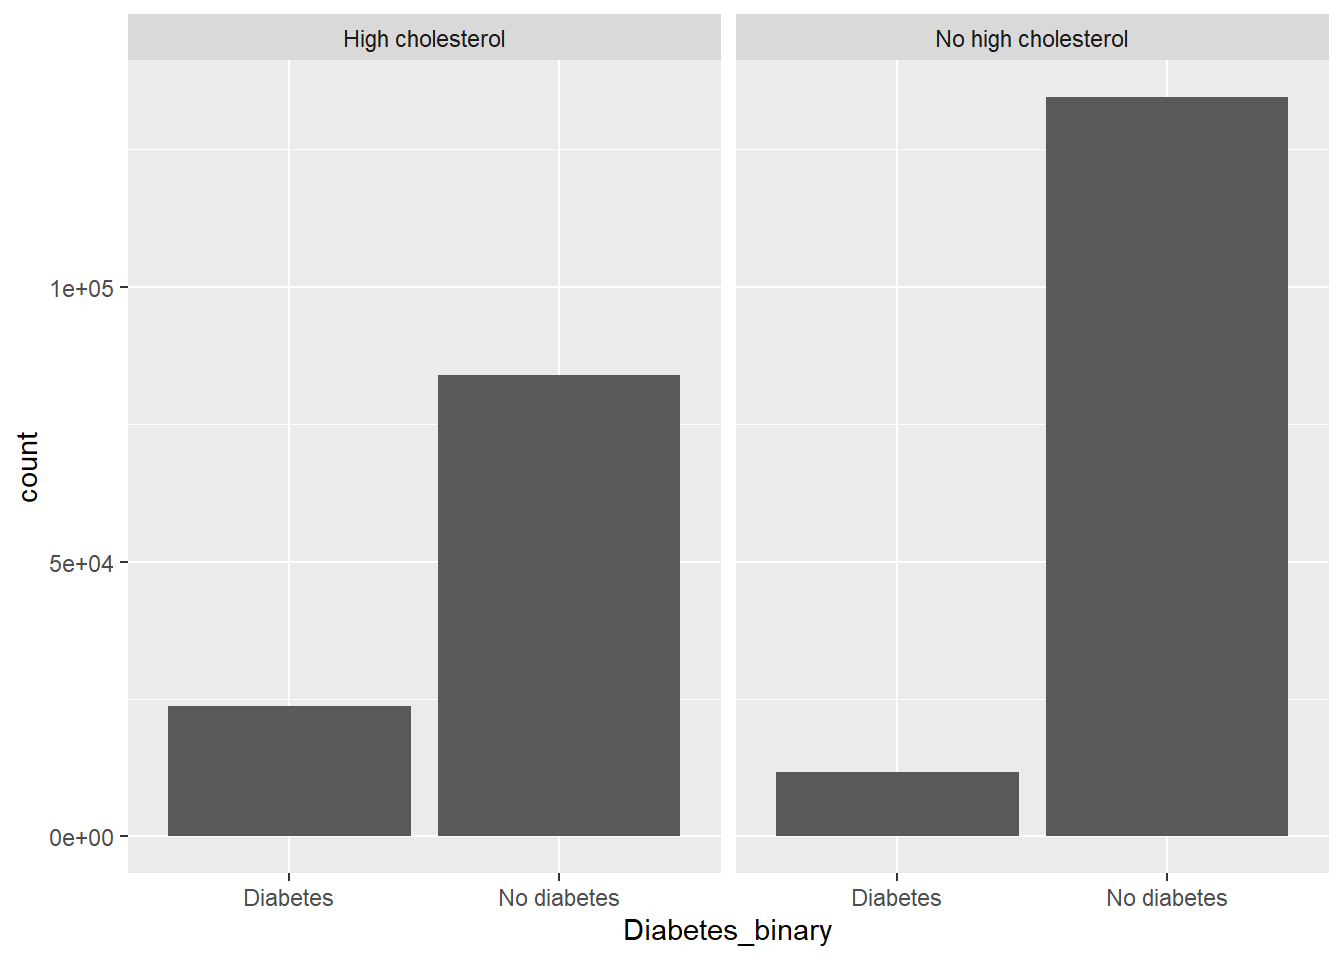 High cholesterol
No high cholesterol
1e+05
5e+04
0e+00
count
Diabetes
No diabetes
Diabetes
No diabetes
Diabetes_binary